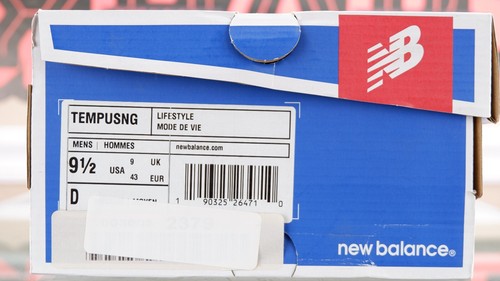 NB
TEMPUSNG
LIFESTYLE
MODE DE VIE
MENS | HOMMES
newbalance.com
9½ USA
9 UK
43 EUR
D
1 90325 26471 0
new balance®